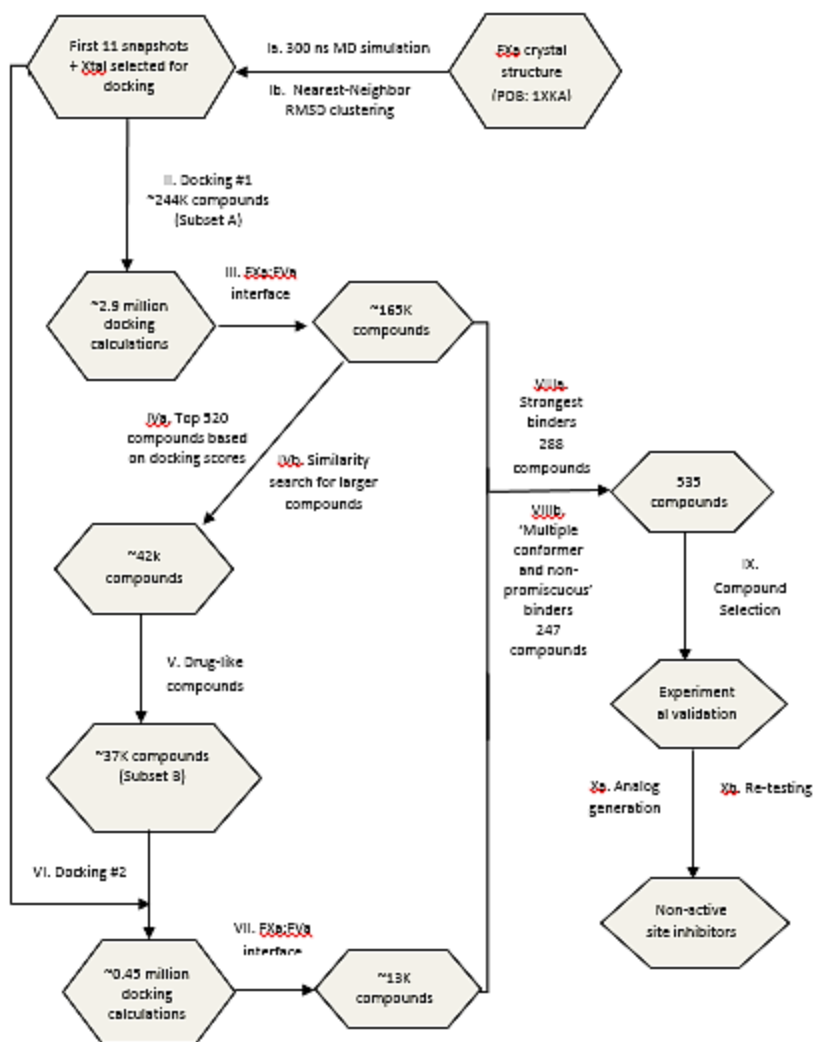 First 11 snapshots
+ Xtal selected for
docking
Ia. 300 ns MD simulation
Ib. Nearest-Neighbor
RMSD clustering
FXa crystal
structure
(PDB: 1XKA)
II. Docking #1
~244K compounds
(Subset A)
~2.9 million
docking
calculations
III. FXa:FVa
interface
~165K
compounds
IVa. Top 520
compounds based
on docking scores
IVb. Similarity
search for larger
compounds
VIIIa.
Strongest
binders
288
compounds
VIIIb.
'Multiple
conformer
and non-
promiscuous'
binders
247
compounds
535
compounds
~42k
compounds
IX.
Compound
Selection
V. Drug-like
compounds
Experiment
al validation
~37K compounds
(Subset B)
Xa. Analog
generation
Xb. Re-testing
VI. Docking #2
Non-active
site inhibitors
VII. FXa:FVa
interface
~0.45 million
docking
calculations
~13K
compounds